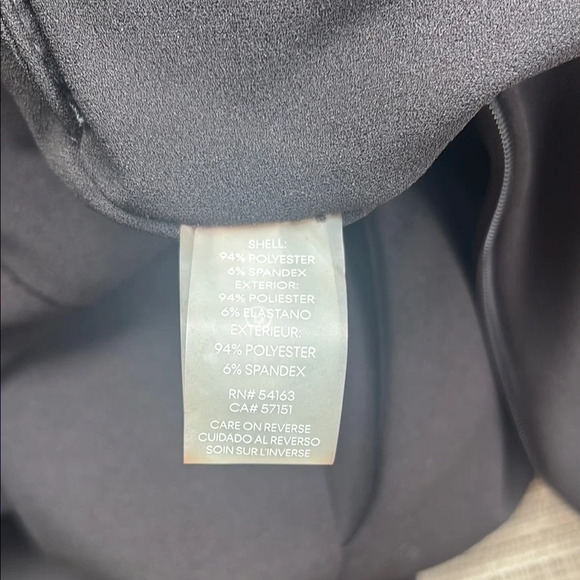 SHELL:
94% POLYESTER
6% SPANDEX
EXTERIOR:
94% POLIESTER
6% ELASTANO
EXTÉRIEUR:
94% POLYESTER
6% SPANDEX
RN# 54163
CA# 57151
CARE ON REVERSE
CUIDADO AL REVERSO
SOIN SUR L'INVERSE